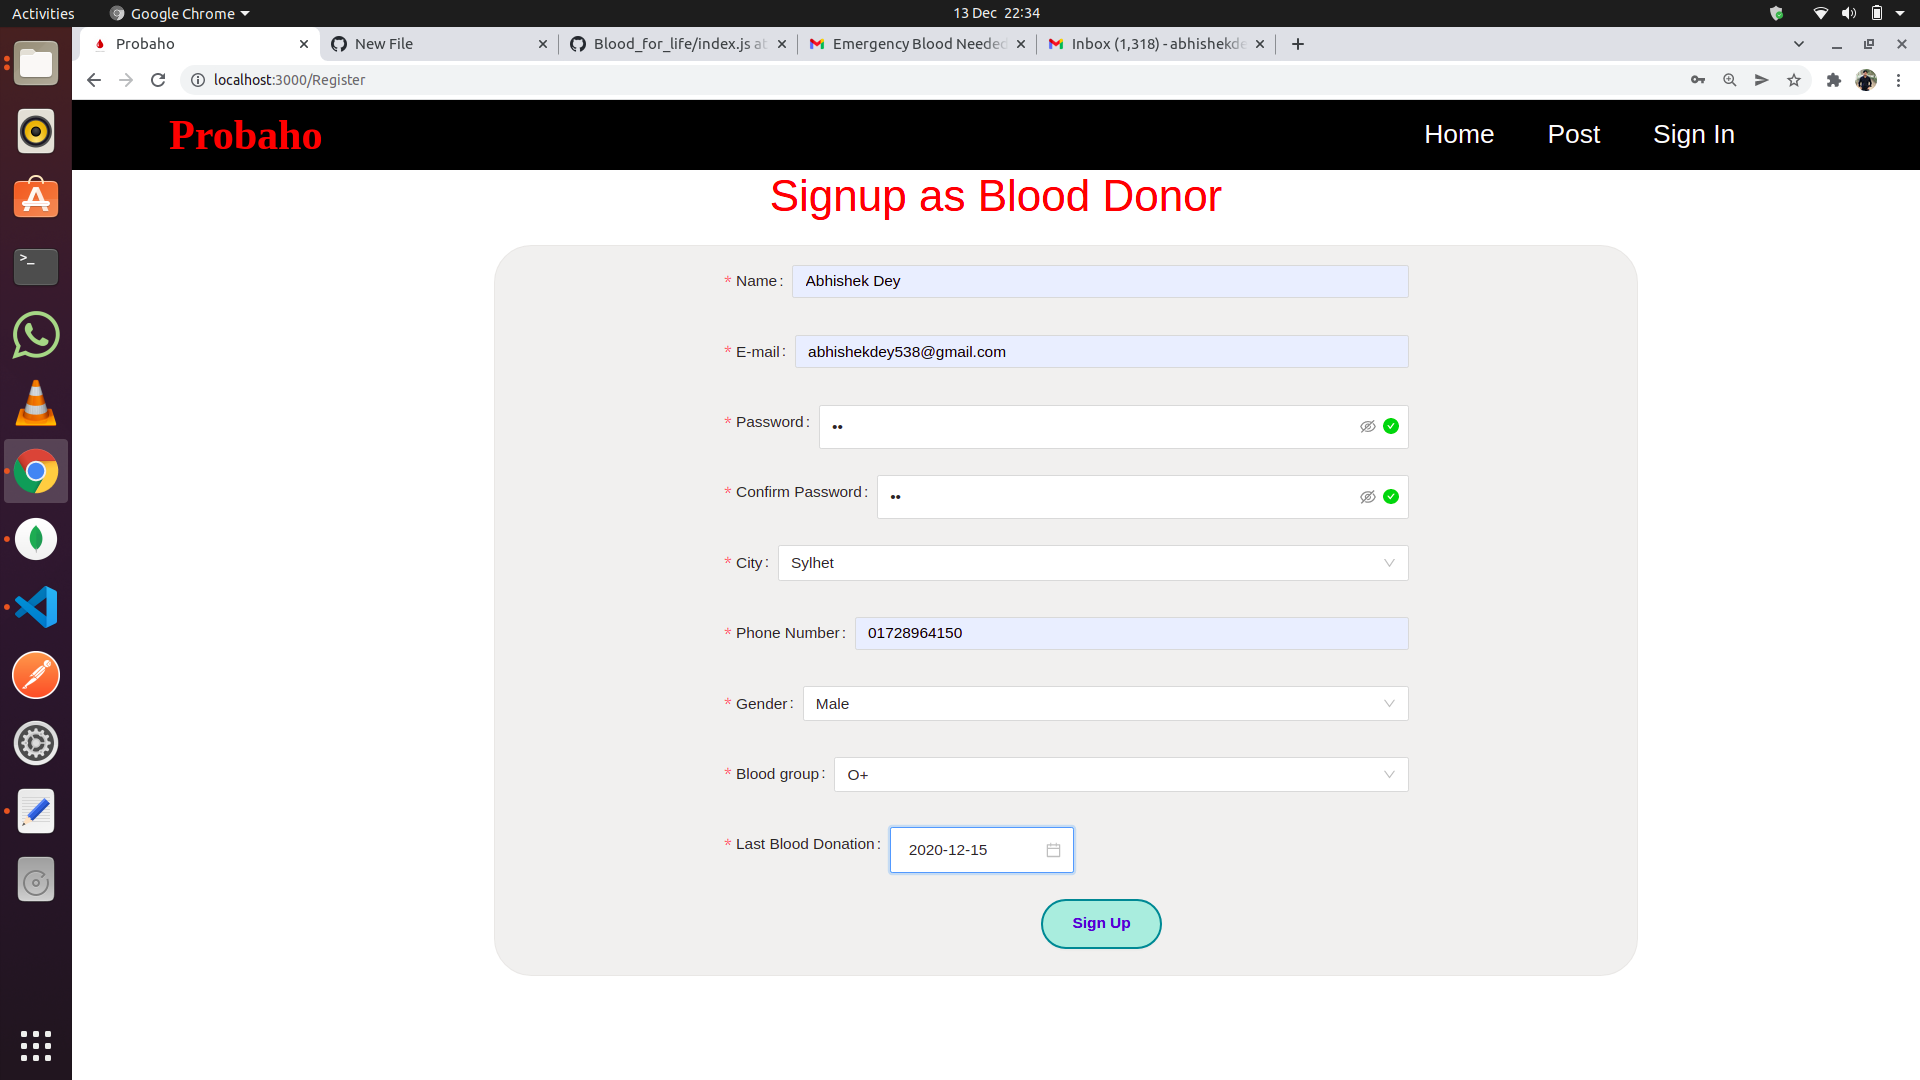 Activities
Google Chrome
13 Dec 22:34
Probaho
New File
Blood_for_life/index.js at
Emergency Blood Needed
Inbox (1,318) - abhishekde
localhost:3000/Register
Probaho
Home
Post
Sign In
Signup as Blood Donor
* Name: Abhishek Dey
* E-mail: abhishekdey538@gmail.com
* Password: ••
* Confirm Password: ••
* City: Sylhet
* Phone Number: 01728964150
* Gender: Male
* Blood group: O+
* Last Blood Donation: 2020-12-15
Sign Up